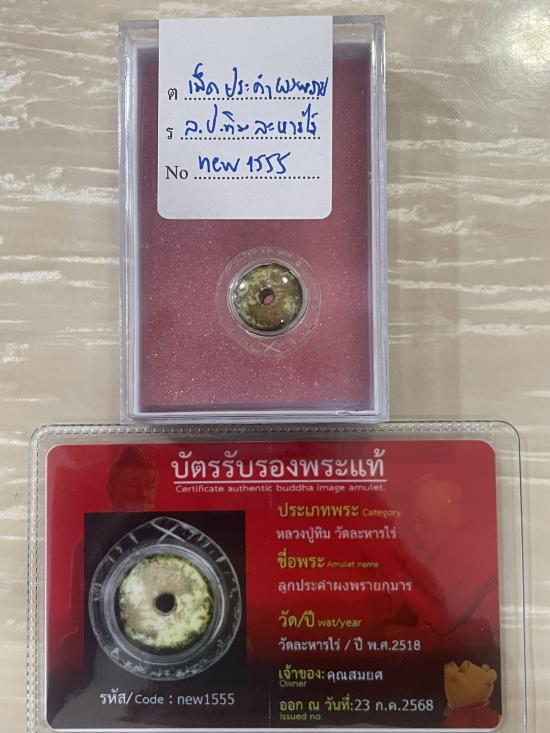 ต เม็ดประคำผงพราย
ร ล.ป.ทิม ละหารไร่
No new 1555
บัตรรับรองพระแท้
Certificate authentic buddha image amulet.
ประเภทพระ Category
หลวงปู่ทิม วัดละหารไร่
ชื่อพระ Amulet name
ลูกประคำผงพรายกุมาร
วัด/ปี wat/year
วัดละหารไร่ / ปี พ.ศ.2518
เจ้าของ: คุณสมยศ
Owner
ออก ณ วันที่:23 ก.ค.2568
Issued no
รหัส/ Code : new1555